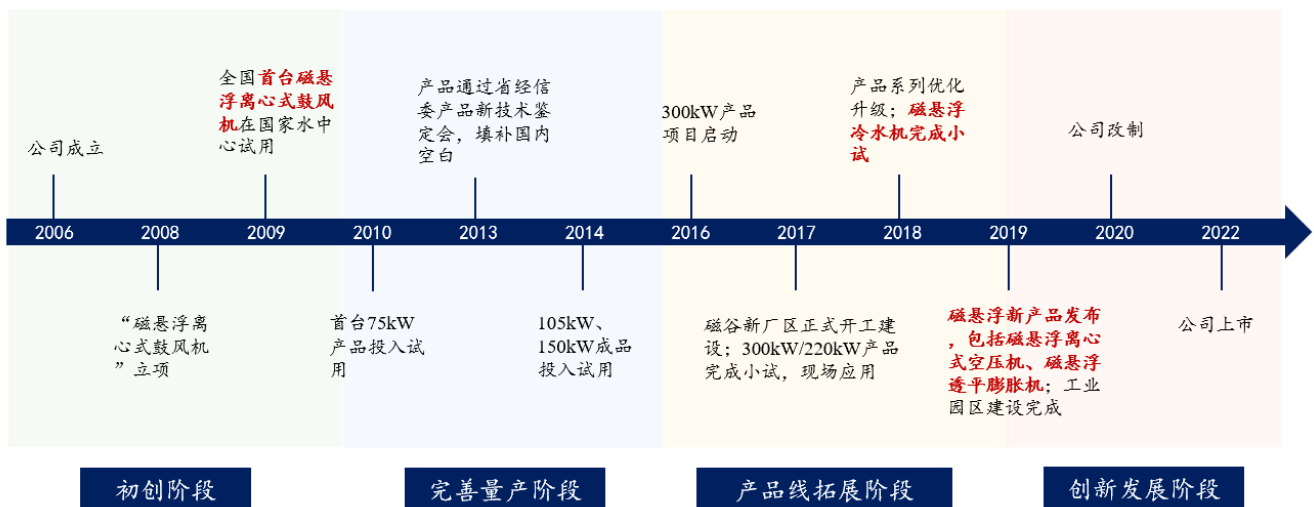 公司成立
全国首台磁悬
浮离心式鼓风
机在国家水中
心试用
产品通过省经信
委产品新技术鉴
定会，填补国内
空白
300kW产品
项目启动
产品系列优化
升级；磁悬浮
冷水机完成小
试
公司改制
2006
2008
2009
2010
2013
2014
2016
2017
2018
2019
2020
2022
“磁悬浮离
心式鼓风机
”立项
首台75kW
产品投入试
用
105kW、
150kW成品
投入试用
磁谷新厂区正式开工建
设；300kW/220kW产品
完成小试，现场应用
磁悬浮新产品发布
，包括磁悬浮离心
式空压机、磁悬浮
透平膨胀机；工业
园区建设完成
公司上市
初创阶段
完善量产阶段
产品线拓展阶段
创新发展阶段